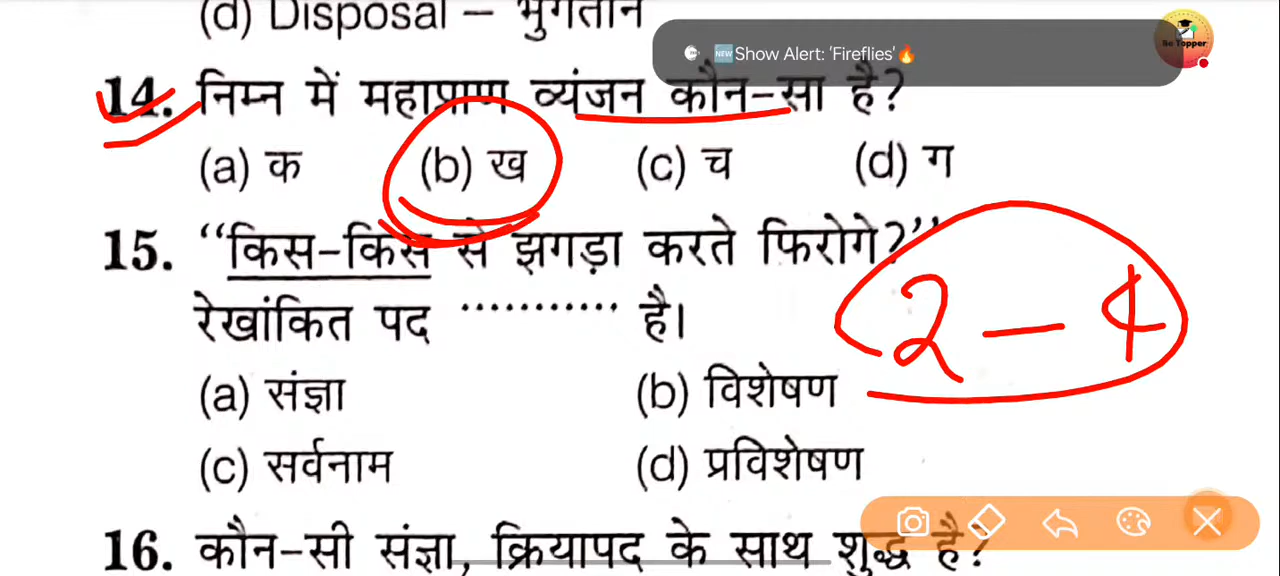 (d) Disposal – भुगतान
🆕Show Alert: 'Fireflies'🔥
Be Topper
14. निम्न में महाप्राण व्यंजन कौन-सा है?
(a) क (b) ख (c) च (d) ग
15. “किस-किस से झगड़ा करते फिरोगे?”
रेखांकित पद ........... है।
2 – 4
(a) संज्ञा (b) विशेषण
(c) सर्वनाम (d) प्रविशेषण
16. कौन-सी संज्ञा, क्रियापद के साथ शुद्ध है?